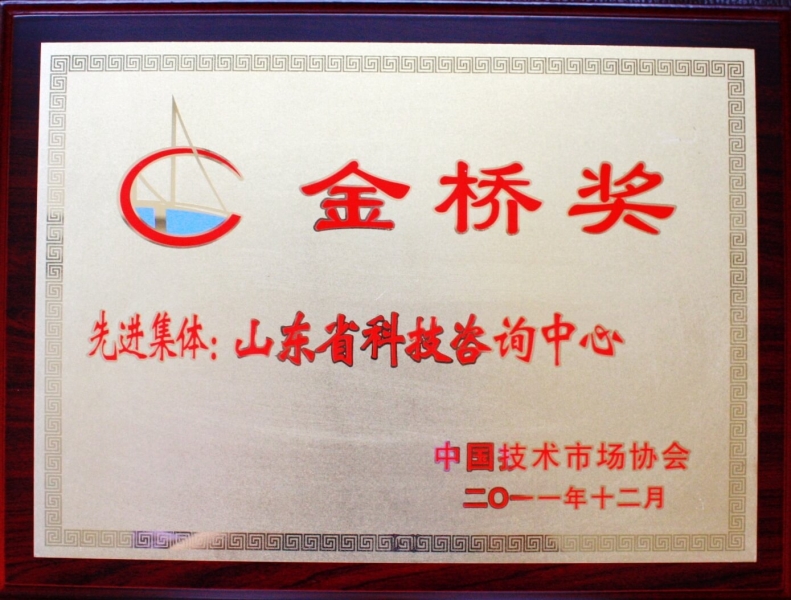 金桥奖
先进集体：山东省科技咨询中心
中国技术市场协会
二〇一一年十二月